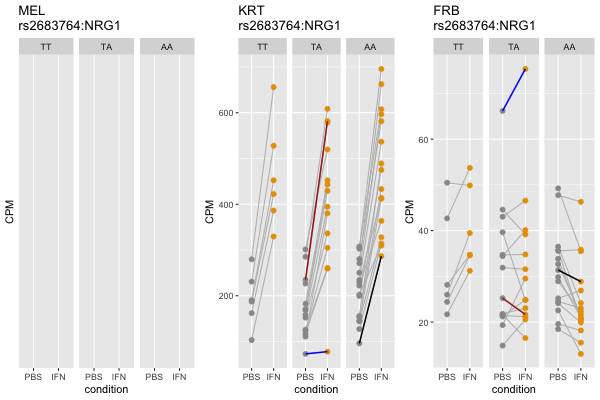 MEL
rs2683764:NRG1
TT TA AA
CPM
PBS IFN PBS IFN PBS IFN
condition
KRT
rs2683764:NRG1
TT TA AA
600
400
200
CPM
PBS IFN PBS IFN PBS IFN
condition
FRB
rs2683764:NRG1
TT TA AA
60
40
20
CPM
PBS IFN PBS IFN PBS IFN
condition